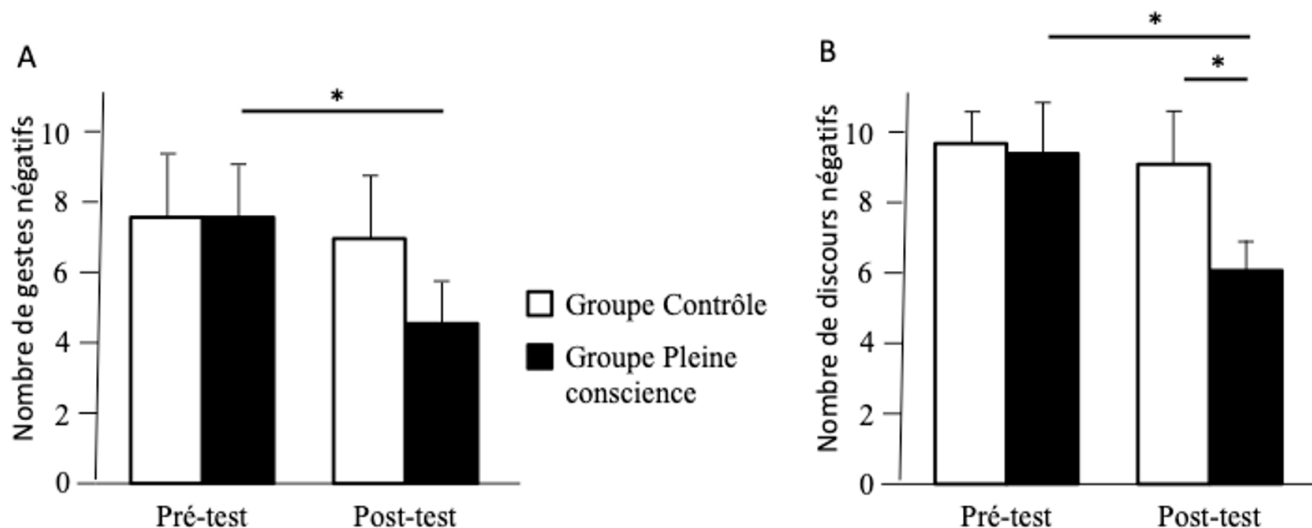 A
*
Nombre de gestes négatifs
10
8
6
4
2
0
Pré-test
Post-test
Groupe Contrôle
Groupe Pleine
conscience
B
*
*
Nombre de discours négatifs
10
8
6
4
2
0
Pré-test
Post-test